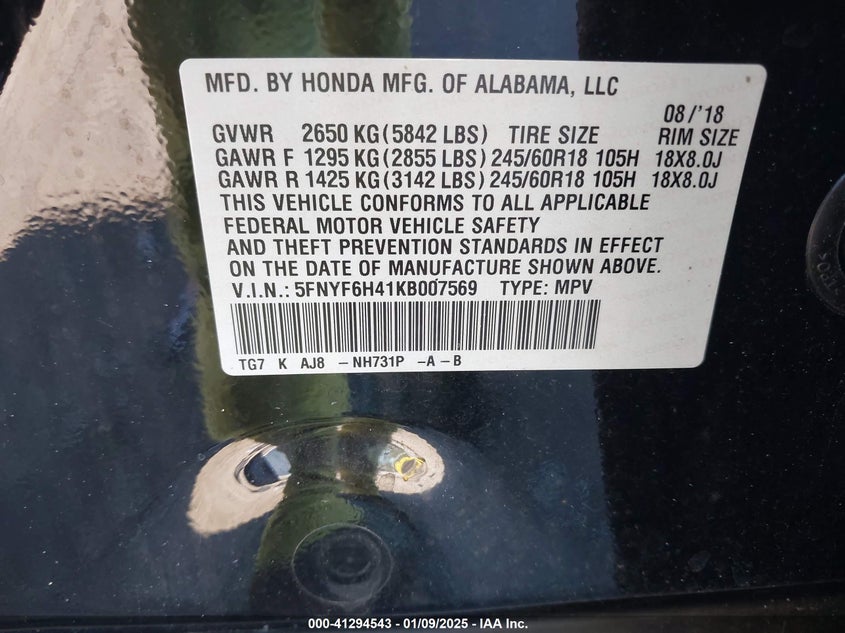 MFD. BY HONDA MFG. OF ALABAMA, LLC
08/'18
GVWR 2650 KG(5842 LBS) TIRE SIZE RIM SIZE
GAWR F 1295 KG(2855 LBS) 245/60R18 105H 18X8.0J
GAWR R 1425 KG(3142 LBS) 245/60R18 105H 18X8.0J
THIS VEHICLE CONFORMS TO ALL APPLICABLE
FEDERAL MOTOR VEHICLE SAFETY
AND THEFT PREVENTION STANDARDS IN EFFECT
ON THE DATE OF MANUFACTURE SHOWN ABOVE.
V.I.N.: 5FNYF6H41KB007569 TYPE: MPV
TG7 K AJ8 -NH731P -A-B
000-41294543 - 01/09/2025 - IAA Inc.